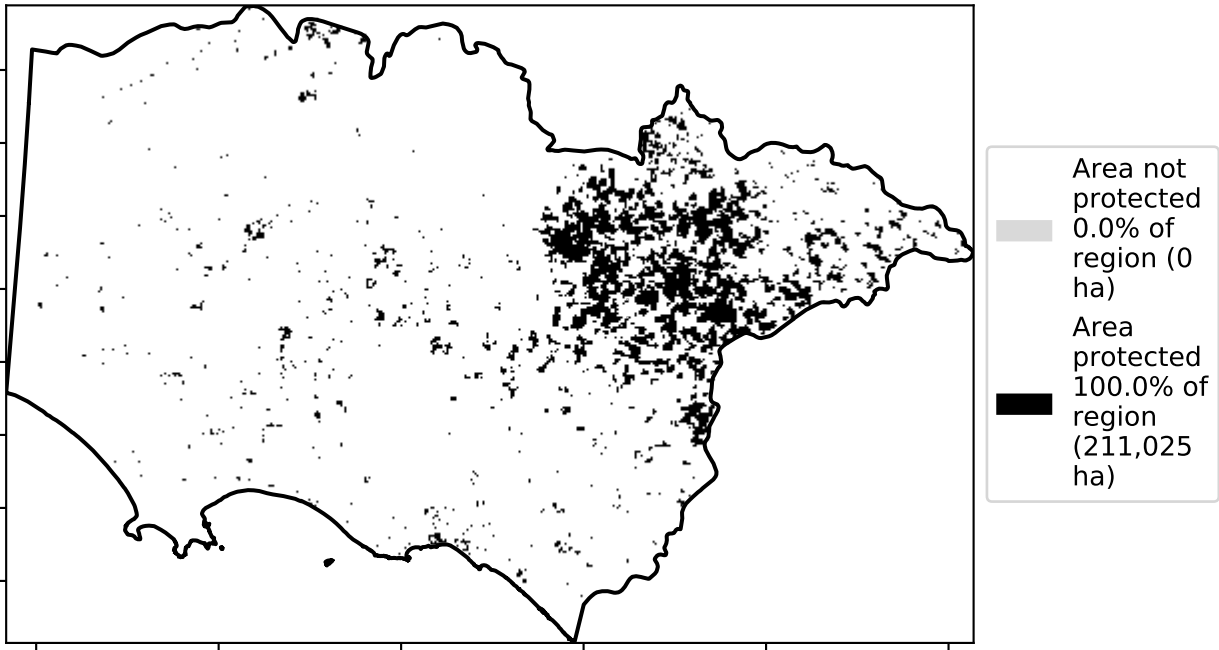 Area not
protected
0.0% of
region (0
ha)
Area
protected
100.0% of
region
(211,025
ha)